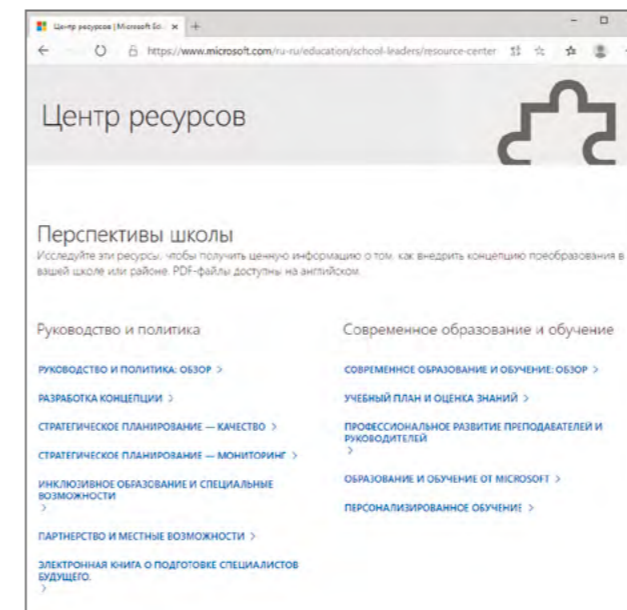 Центр ресурсов | Microsoft Ed...
https://www.microsoft.com/ru-ru/education/school-leaders/resource-center
Центр ресурсов
Перспективы школы
Исследуйте эти ресурсы, чтобы получить ценную информацию о том, как внедрить концепцию преобразования в
вашей школе или районе. PDF-файлы доступны на английском.
Руководство и политика
РУКОВОДСТВО И ПОЛИТИКА: ОБЗОР >
РАЗРАБОТКА КОНЦЕПЦИИ >
СТРАТЕГИЧЕСКОЕ ПЛАНИРОВАНИЕ — КАЧЕСТВО >
СТРАТЕГИЧЕСКОЕ ПЛАНИРОВАНИЕ — МОНИТОРИНГ >
ИНКЛЮЗИВНОЕ ОБРАЗОВАНИЕ И СПЕЦИАЛЬНЫЕ
ВОЗМОЖНОСТИ
>
ПАРТНЕРСТВО И МЕСТНЫЕ ВОЗМОЖНОСТИ >
ЭЛЕКТРОННАЯ КНИГА О ПОДГОТОВКЕ СПЕЦИАЛИСТОВ
БУДУЩЕГО.
>
Современное образование и обучение
СОВРЕМЕННОЕ ОБРАЗОВАНИЕ И ОБУЧЕНИЕ: ОБЗОР >
УЧЕБНЫЙ ПЛАН И ОЦЕНКА ЗНАНИЙ >
ПРОФЕССИОНАЛЬНОЕ РАЗВИТИЕ ПРЕПОДАВАТЕЛЕЙ И
РУКОВОДИТЕЛЕЙ
>
ОБРАЗОВАНИЕ И ОБУЧЕНИЕ ОТ MICROSOFT >
ПЕРСОНАЛИЗИРОВАННОЕ ОБУЧЕНИЕ >